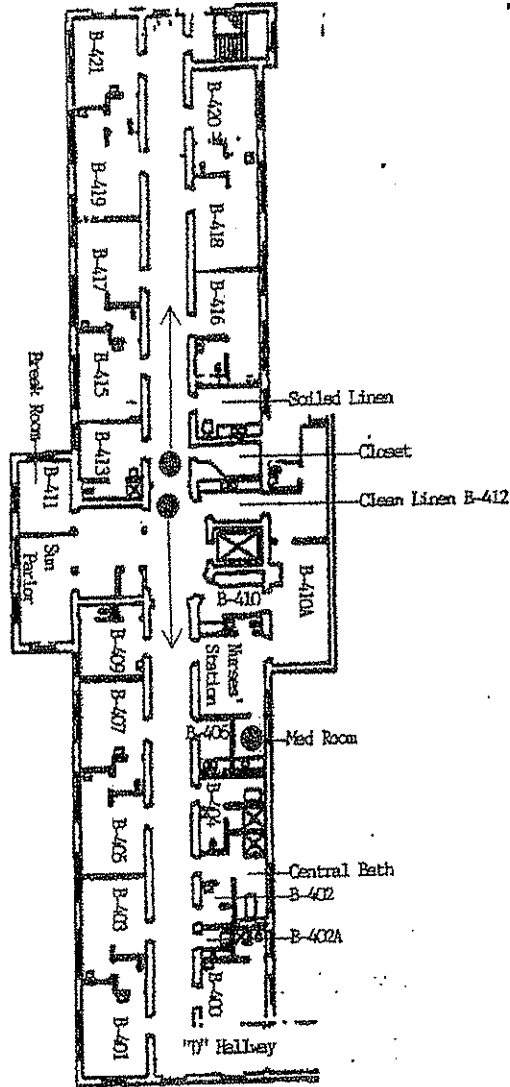 B-421
B-420
B-419
B-418
B-417
B-416
B-415
Soiled Linen
B-413
Closet
Break Room
B-411
Clean Linen B-412
Sun
Parlor
B-410A
B-410
B-409
Nurses'
Station
B-407
B-406
Med Room
B-404
B-405
Central Bath
B-402
B-403
B-402A
B-400
B-401
"D" Hallway